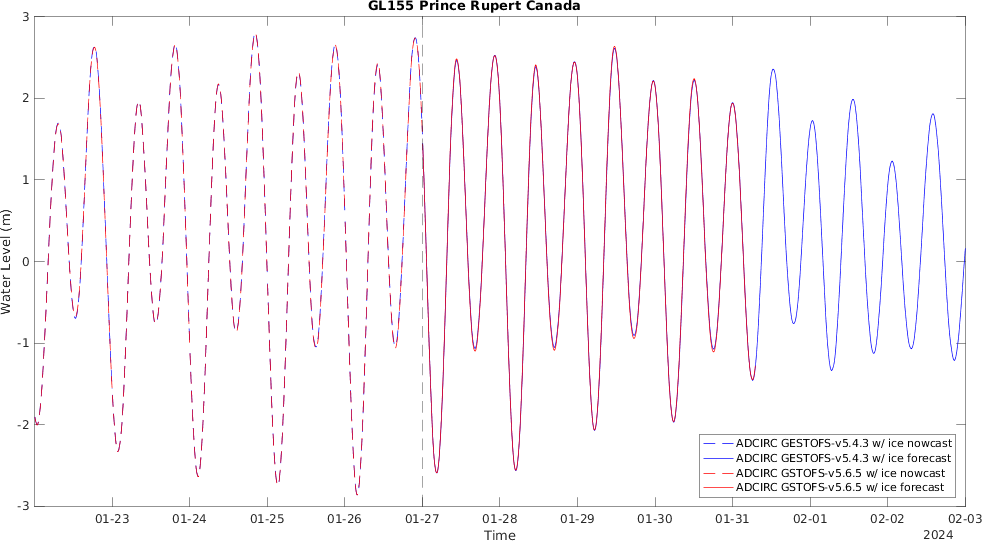 GL155 Prince Rupert Canada
3
2
1
0
-1
-2
-3
Water Level (m)
ADCIRC GESTOFS-v5.4.3 w/ ice nowcast
ADCIRC GESTOFS-v5.4.3 w/ ice forecast
ADCIRC GSTOFS-v5.6.5 w/ ice nowcast
ADCIRC GSTOFS-v5.6.5 w/ ice forecast
01-23 01-24 01-25 01-26 01-27 01-28 01-29 01-30 01-31 02-01 02-02 02-03
Time
2024